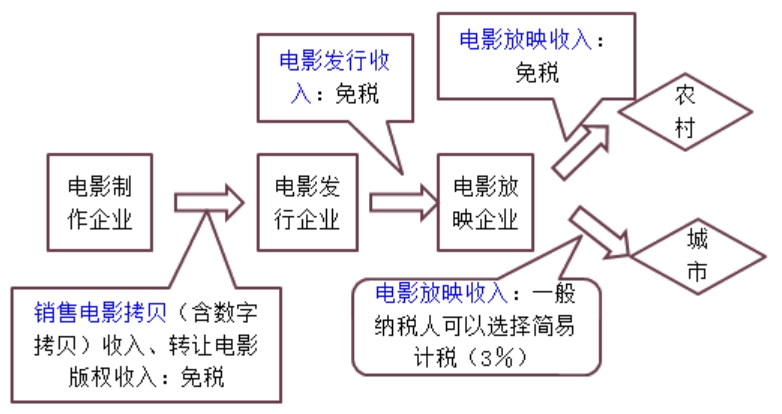 电影发行收
入：免税
电影放映收入：
免税
农
村
电影制
作企业
电影发
行企业
电影放
映企业
城
市
销售电影拷贝（含数字
拷贝）收入、转让电影
版权收入：免税
电影放映收入：一般
纳税人可以选择简易
计税（3%）